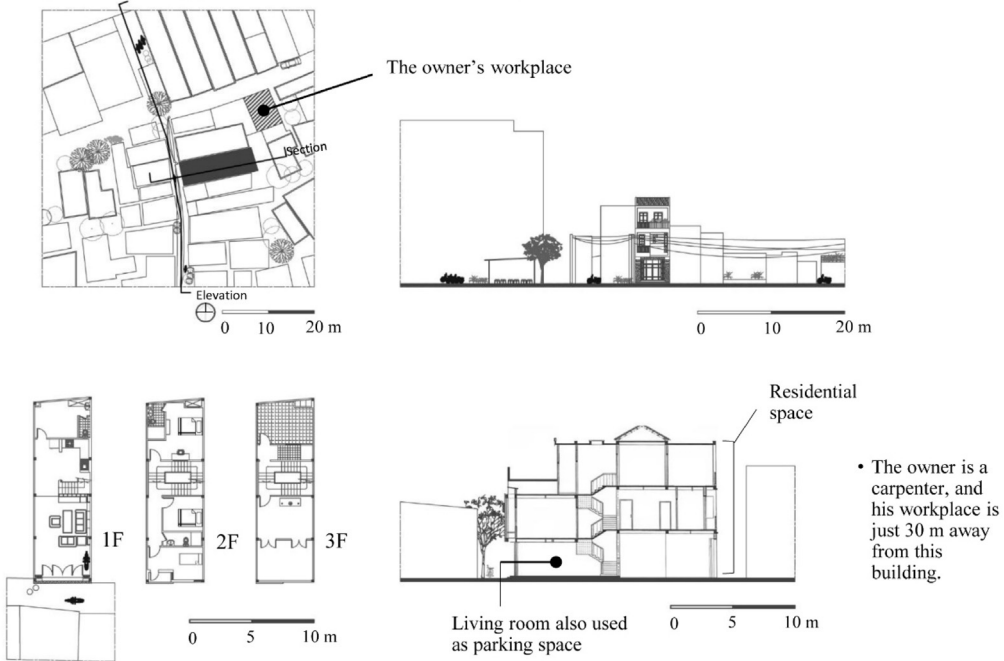 The owner's workplace
Section
Elevation
0 10 20 m
0 10 20 m
1F
2F
3F
0 5 10 m
Residential
space
Living room also used
as parking space
0 5 10 m
• The owner is a
carpenter, and
his workplace is
just 30 m away
from this
building.